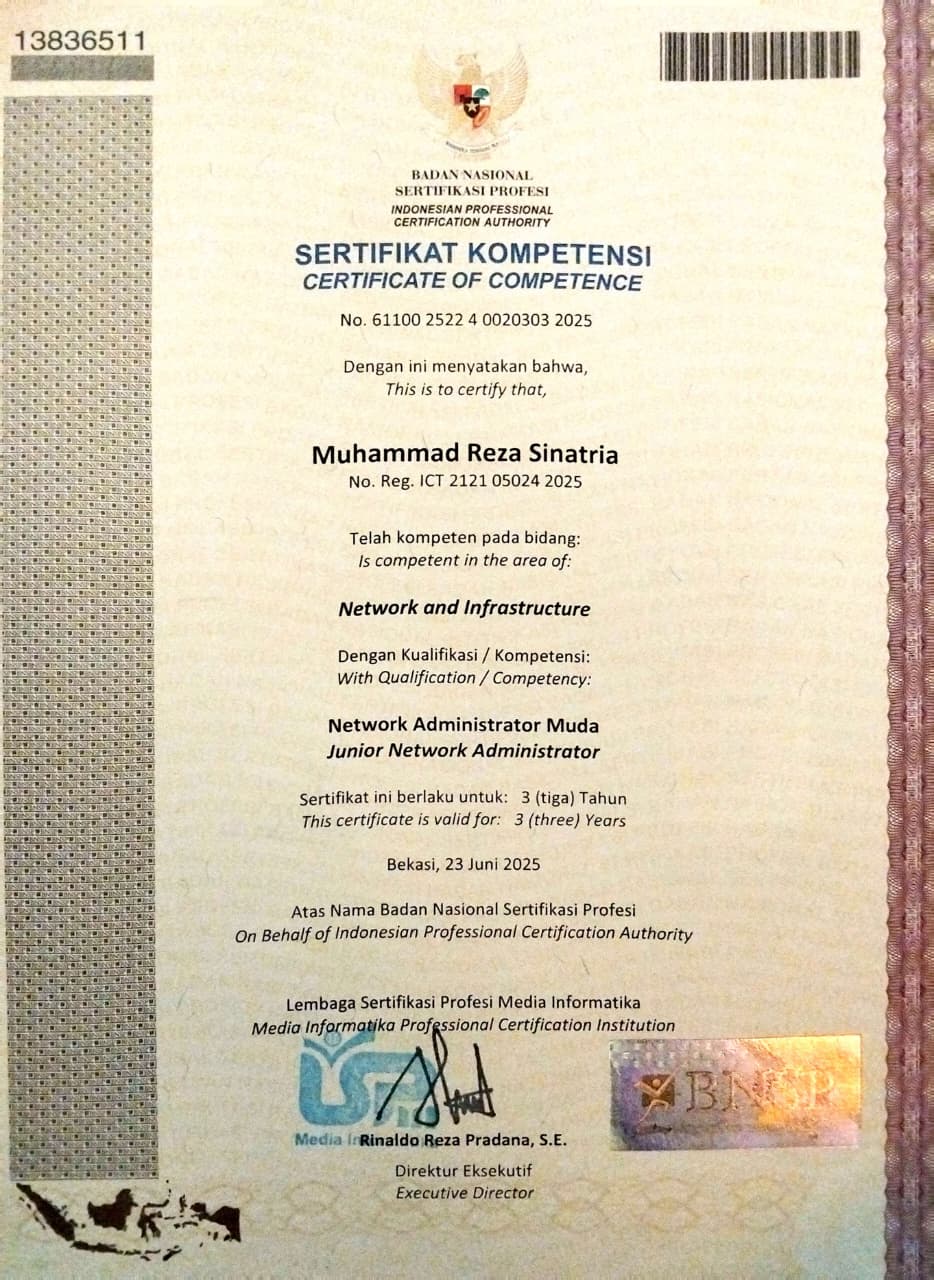 13836511
BADAN NASIONAL
SERTIFIKASI PROFESI
INDONESIAN PROFESSIONAL
CERTIFICATION AUTHORITY
SERTIFIKAT KOMPETENSI
CERTIFICATE OF COMPETENCE
No. 61100 2522 4 0020303 2025
Dengan ini menyatakan bahwa,
This is to certify that,
Muhammad Reza Sinatria
No. Reg. ICT 2121 05024 2025
Telah kompeten pada bidang:
Is competent in the area of:
Network and Infrastructure
Dengan Kualifikasi / Kompetensi:
With Qualification / Competency:
Network Administrator Muda
Junior Network Administrator
Sertifikat ini berlaku untuk: 3 (tiga) Tahun
This certificate is valid for: 3 (three) Years
Bekasi, 23 Juni 2025
Atas Nama Badan Nasional Sertifikasi Profesi
On Behalf of Indonesian Professional Certification Authority
Lembaga Sertifikasi Profesi Media Informatika
Media Informatika Professional Certification Institution
BNSP
Media
Rinaldo Reza Pradana, S.E.
Direktur Eksekutif
Executive Director